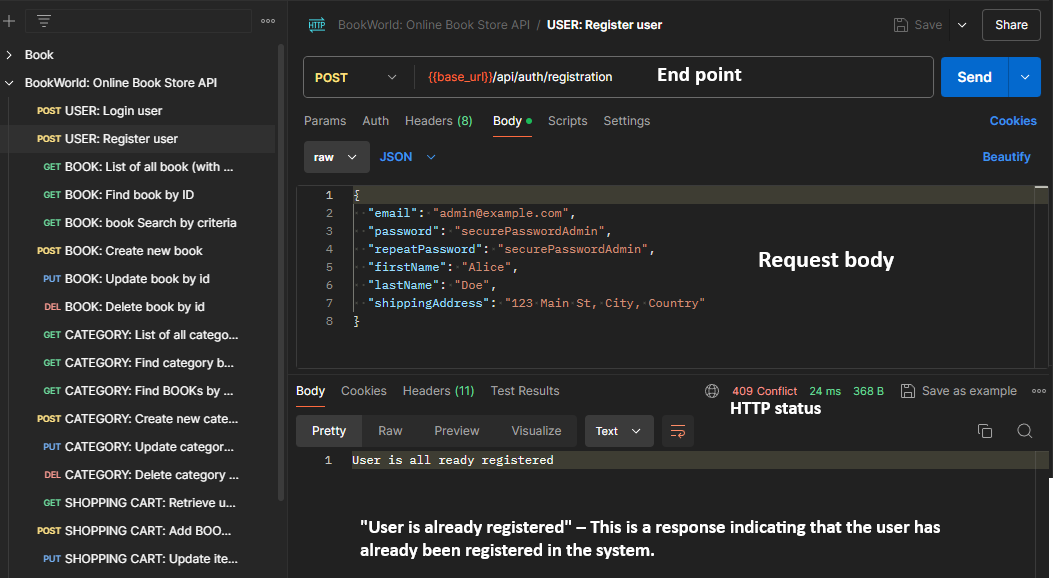 BookWorld: Online Book Store API / USER: Register user
Save
Share
Book
BookWorld: Online Book Store API
POST USER: Login user
POST USER: Register user
GET BOOK: List of all book (with ...
GET BOOK: Find book by ID
GET BOOK: book Search by criteria
POST BOOK: Create new book
PUT BOOK: Update book by id
DEL BOOK: Delete book by id
GET CATEGORY: List of all catego...
GET CATEGORY: Find category b...
GET CATEGORY: Find BOOKs by ...
POST CATEGORY: Create new cate...
PUT CATEGORY: Update categor...
DEL CATEGORY: Delete category ...
GET SHOPPING CART: Retrieve u...
POST SHOPPING CART: Add BOO...
PUT SHOPPING CART: Update ite...
POST
{{base_url}}/api/auth/registration
End point
Send
Params Auth Headers (8) Body Scripts Settings
Cookies
raw
JSON
Beautify
1 {
2 "email": "admin@example.com",
3 "password": "securePasswordAdmin",
4 "repeatPassword": "securePasswordAdmin",
5 "firstName": "Alice",
6 "lastName": "Doe",
7 "shippingAddress": "123 Main St, City, Country"
8 }
Request body
Body Cookies Headers (11) Test Results
409 Conflict 24 ms 368 B Save as example
HTTP status
Pretty Raw Preview Visualize Text
1 User is all ready registered
"User is already registered" – This is a response indicating that the user has
already been registered in the system.